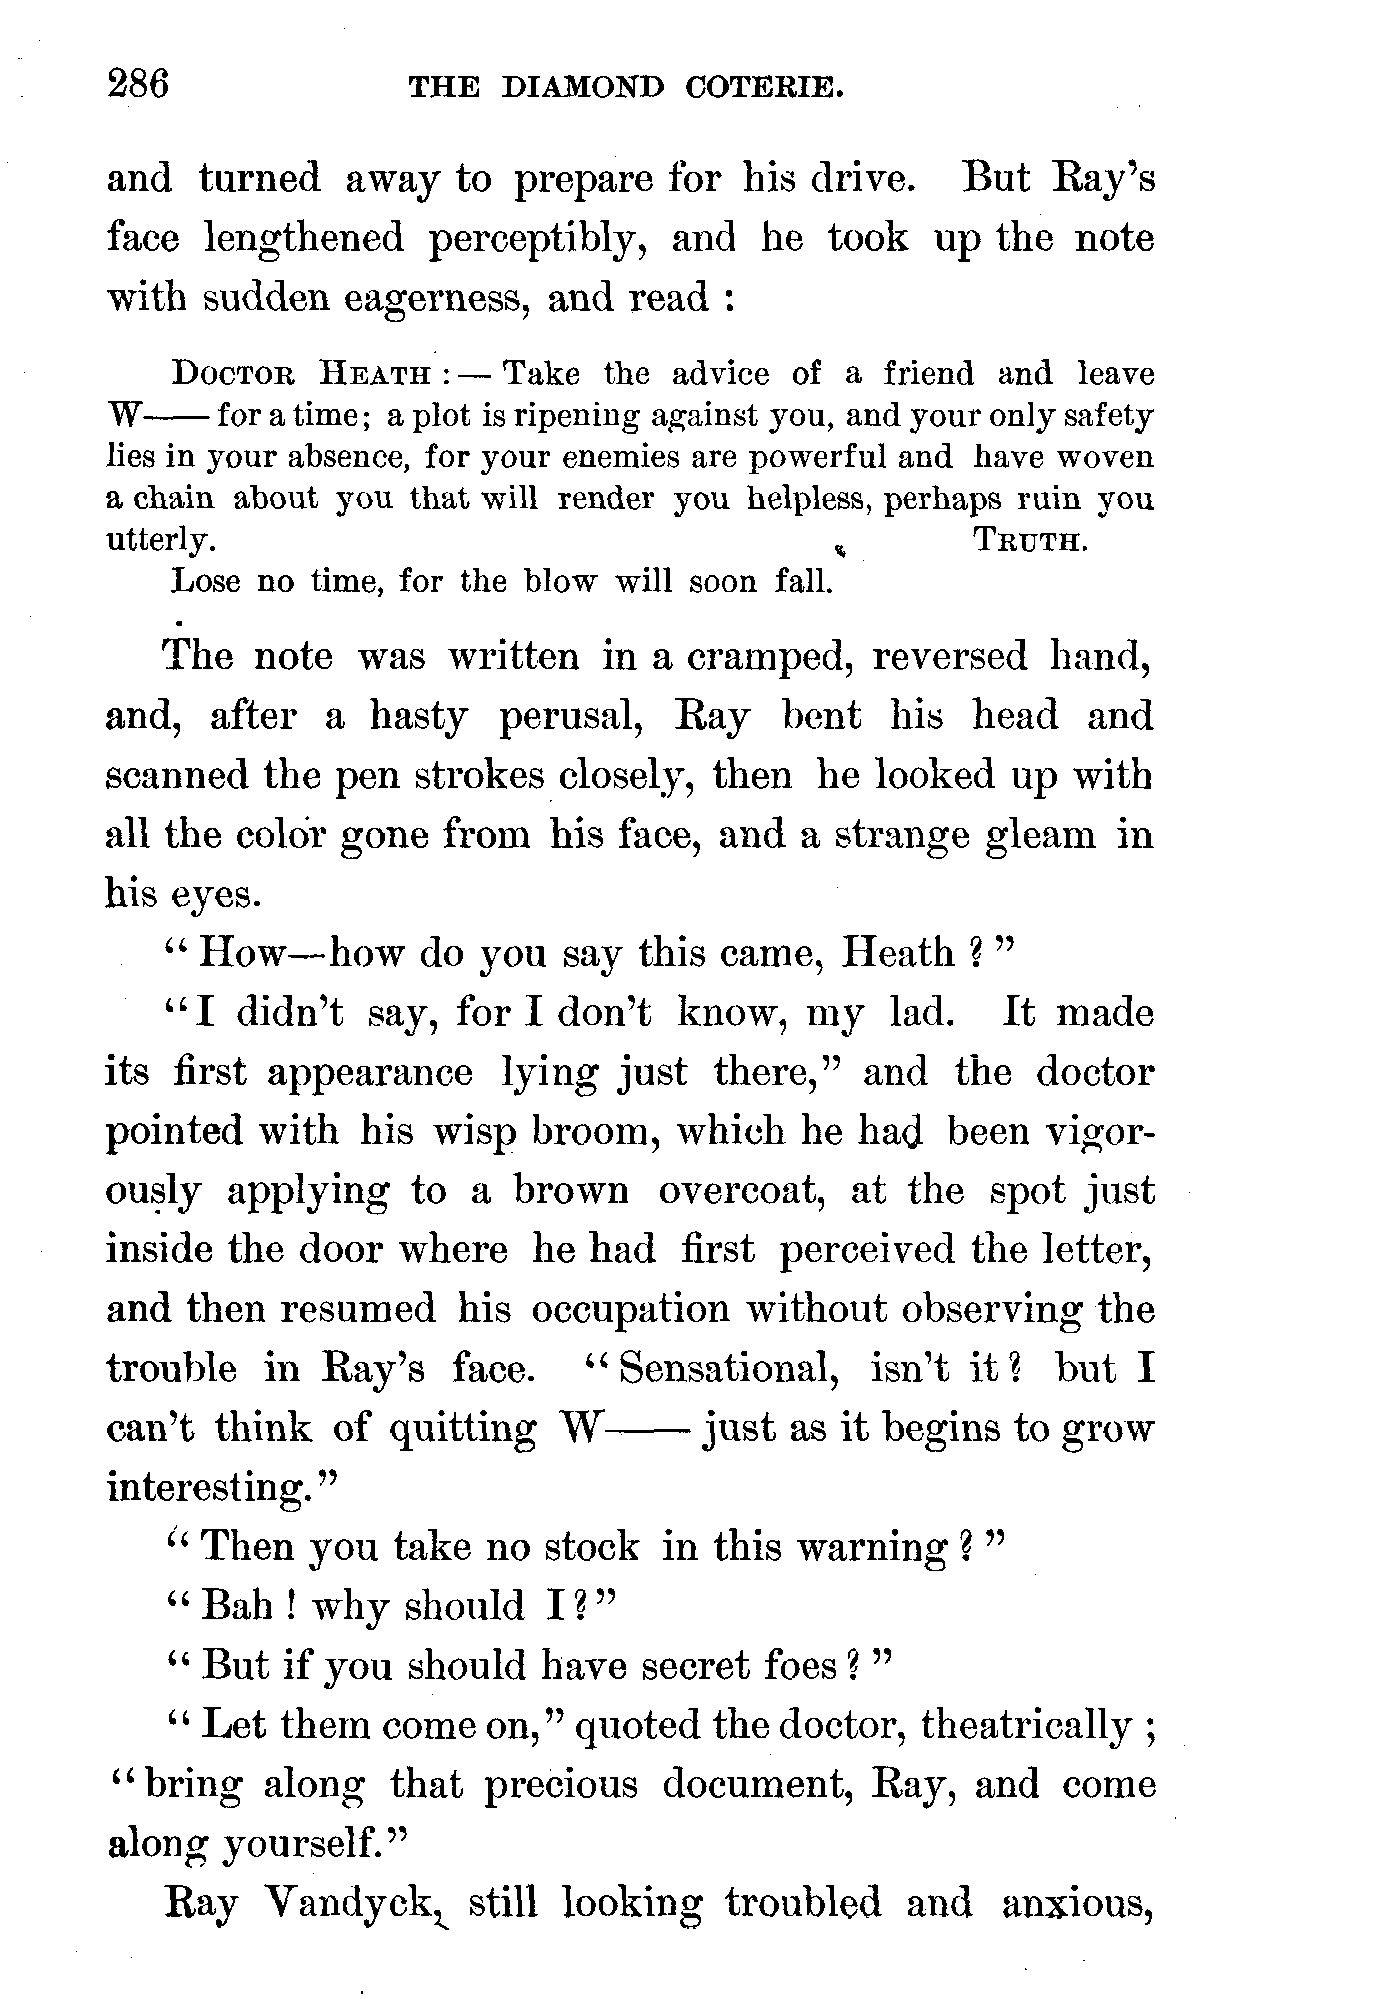 286 THE DIAMOND COTERIE.
and turned away to prepare for his drive. But Ray's
face lengthened perceptibly, and he took up the note
with sudden eagerness, and read :
DOCTOR HEATH :— Take the advice of a friend and leave
W—— for a time; a plot is ripening against you, and your only safety
lies in your absence, for your enemies are powerful and have woven
a chain about you that will render you helpless, perhaps ruin you
utterly. TRUTH.
Lose no time, for the blow will soon fall.
The note was written in a cramped, reversed hand,
and, after a hasty perusal, Ray bent his head and
scanned the pen strokes closely, then he looked up with
all the color gone from his face, and a strange gleam in
his eyes.
“ How—how do you say this came, Heath ? ”
“ I didn't say, for I don't know, my lad. It made
its first appearance lying just there,” and the doctor
pointed with his wisp broom, which he had been vigor-
ously applying to a brown overcoat, at the spot just
inside the door where he had first perceived the letter,
and then resumed his occupation without observing the
trouble in Ray's face. “ Sensational, isn't it ? but I
can't think of quitting W—— just as it begins to grow
interesting.”
“ Then you take no stock in this warning ? ”
“ Bah ! why should I ? ”
“ But if you should have secret foes ? ”
“ Let them come on,” quoted the doctor, theatrically ;
“ bring along that precious document, Ray, and come
along yourself.”
Ray Vandyck, still looking troubled and anxious,